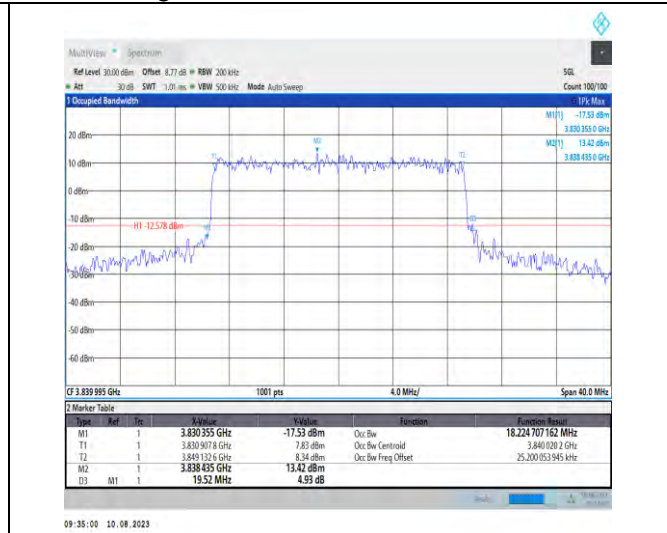 MultiView Spectrum
Ref Level 30.00 dBm Offset 8.77 dB RBW 200 kHz SGL
Att 30 dB SWT 1.01 ms VBW 500 kHz Mode Auto Sweep Count 100/100
1 Occupied Bandwidth 1Pk Max
M1[1] -17.53 dBm
3.830 355 0 GHz
M2[1] 13.42 dBm
3.838 435 0 GHz
20 dBm
M2
T1
T2
10 dBm
0 dBm
-10 dBm
H1 -12.578 dBm
-20 dBm
-30 dBm
-40 dBm
-50 dBm
-60 dBm
CF 3.839 995 GHz 1001 pts 4.0 MHz/ Span 40.0 MHz
2 Marker Table
Type Ref Trc X-Value Y-Value Function Function Result
M1 1 3.830 355 GHz -17.53 dBm Occ Bw 18.224 707 162 MHz
T1 1 3.830 907 8 GHz 7.83 dBm Occ Bw Centroid 3.840 020 2 GHz
T2 1 3.849 132 6 GHz 8.34 dBm Occ Bw Freq Offset 25.200 053 945 kHz
M2 1 3.838 435 GHz 13.42 dBm
D3 M1 1 19.52 MHz 4.93 dB
09:35:00 10.08.2023